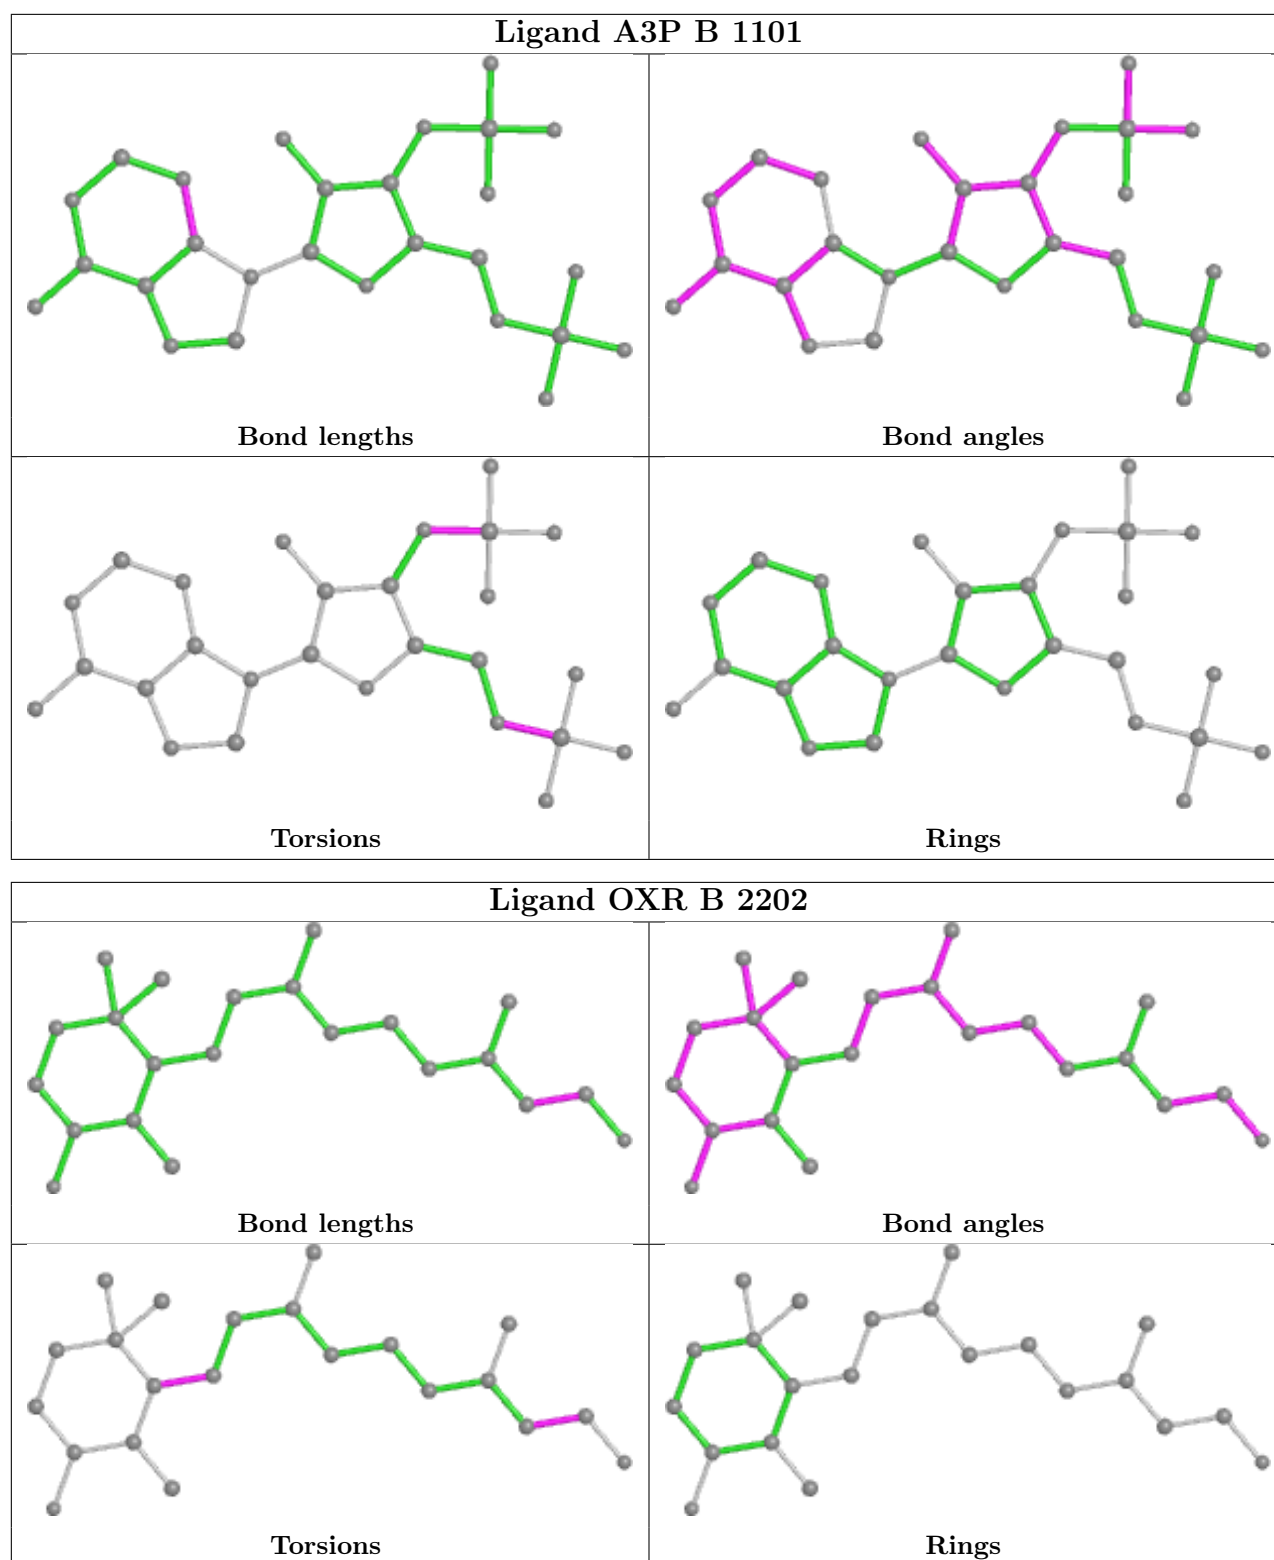 Ligand A3P B 1101
Bond lengths
Bond angles
Torsions
Rings
Ligand OXR B 2202
Bond lengths
Bond angles
Torsions
Rings